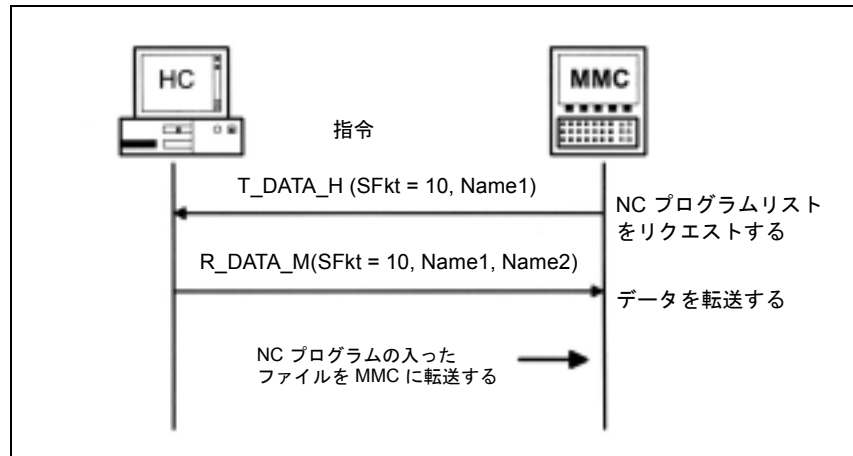 HC
MMC
指令
T_DATA_H (SFkt = 10, Name1)
NC プログラムリスト
をリクエストする
R_DATA_M(SFkt = 10, Name1, Name2)
データを転送する
NC プログラムの入った
ファイルを MMC に転送する